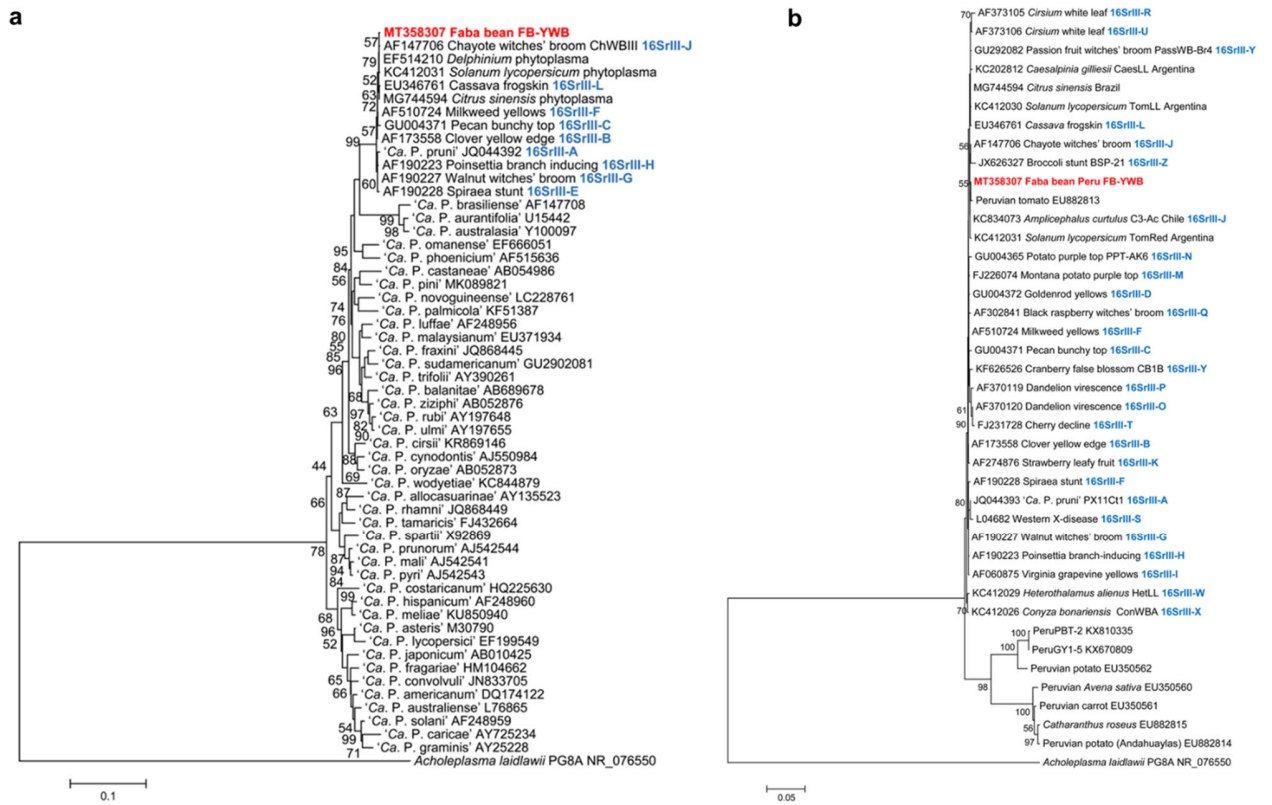 a
MT358307 Faba bean FB-YWB
57
AF147706 Chayote witches' broom ChWBIII 16SrIII-J
79
EF514210 Delphinium phytoplasma
KC412031 Solanum lycopersicum phytoplasma
52
EU346761 Cassava frogskin 16SrIII-L
63
MG744594 Citrus sinensis phytoplasma
72
AF510724 Milkweed yellows 16SrIII-F
57
GU004371 Pecan bunchy top 16SrIII-C
99
AF173558 Clover yellow edge 16SrIII-B
'Ca. P. pruni' JQ044392 16SrIII-A
AF190223 Poinsettia branch inducing 16SrIII-H
60
AF190227 Walnut witches' broom 16SrIII-G
AF190228 Spiraea stunt 16SrIII-E
'Ca. P. brasiliense' AF147708
99
'Ca. P. aurantifolia' U15442
98
'Ca. P. australasia' Y100097
'Ca. P. omanense' EF666051
95
'Ca. P. phoenicium' AF515636
84
'Ca. P. castaneae' AB054986
56
'Ca. P. pini' MK089821
'Ca. P. novoguineense' LC228761
74
'Ca. P. palmicola' KF51387
76
'Ca. P. luffae' AF248956
80
'Ca. P. malaysianum' EU371934
55
'Ca. P. fraxini' JQ868445
85
'Ca. P. sudamericanum' GU2902081
96
'Ca. P. trifolii' AY390261
'Ca. P. balanitae' AB689678
68
'Ca. P. ziziphi' AB052876
63
97
'Ca. P. rubi' AY197648
82
'Ca. P. ulmi' AY197655
90
'Ca. P. cirsii' KR869146
88
'Ca. P. cynodontis' AJ550984
44
'Ca. P. oryzae' AB052873
69
'Ca. P. wodyetiae' KC844879
87
'Ca. P. allocasuarinae' AY135523
66
'Ca. P. rhamni' JQ868449
'Ca. P. tamaricis' FJ432664
'Ca. P. spartii' X92869
78
'Ca. P. prunorum' AJ542544
87
'Ca. P. mali' AJ542541
94
'Ca. P. pyri' AJ542543
84
'Ca. P. costaricanum' HQ225630
99
'Ca. P. hispanicum' AF248960
68
'Ca. P. meliae' KU850940
96
'Ca. P. asteris' M30790
52
'Ca. P. lycopersici' EF199549
'Ca. P. japonicum' AB010425
'Ca. P. fragariae' HM104662
65
'Ca. P. convolvuli' JN833705
66
'Ca. P. americanum' DQ174122
'Ca. P. australiense' L76865
'Ca. P. solani' AF248959
54
'Ca. P. caricae' AY725234
99
'Ca. P. graminis' AY25228
71
Acholeplasma laidlawii PG8A NR_076550
0.1
b
70
AF373105 Cirsium white leaf 16SrIII-R
AF373106 Cirsium white leaf 16SrIII-U
GU292082 Passion fruit witches' broom PassWB-Br4 16SrIII-Y
KC202812 Caesalpinia gilliesii CaesLL Argentina
MG744594 Citrus sinensis Brazil
KC412030 Solanum lycopersicum TomLL Argentina
EU346761 Cassava frogskin 16SrIII-L
56
AF147706 Chayote witches' broom 16SrIII-J
JX626327 Broccoli stunt BSP-21 16SrIII-Z
55
MT358307 Faba bean Peru FB-YWB
Peruvian tomato EU882813
KC834073 Amplicephalus curtulus C3-Ac Chile 16SrIII-J
KC412031 Solanum lycopersicum TomRed Argentina
GU004365 Potato purple top PPT-AK6 16SrIII-N
FJ226074 Montana potato purple top 16SrIII-M
GU004372 Goldenrod yellows 16SrIII-D
AF302841 Black raspberry witches' broom 16SrIII-Q
AF510724 Milkweed yellows 16SrIII-F
GU004371 Pecan bunchy top 16SrIII-C
KF626526 Cranberry false blossom CB1B 16SrIII-Y
AF370119 Dandelion virescence 16SrIII-P
61
AF370120 Dandelion virescence 16SrIII-O
90
FJ231728 Cherry decline 16SrIII-T
AF173558 Clover yellow edge 16SrIII-B
AF274876 Strawberry leafy fruit 16SrIII-K
AF190228 Spiraea stunt 16SrIII-F
80
JQ044393 'Ca. P. pruni' PX11Ct1 16SrIII-A
L04682 Western X-disease 16SrIII-S
AF190227 Walnut witches' broom 16SrIII-G
AF190223 Poinsettia branch-inducing 16SrIII-H
AF060875 Virginia grapevine yellows 16SrIII-I
KC412029 Heterothalamus alienus HetLL 16SrIII-W
70
KC412026 Conyza bonariensis ConWBA 16SrIII-X
100
PeruPBT-2 KX810335
100
PeruGY1-5 KX670809
Peruvian potato EU350562
98
Peruvian Avena sativa EU350560
100
Peruvian carrot EU350561
56
Catharanthus roseus EU882815
97
Peruvian potato (Andahuaylas) EU882814
Acholeplasma laidlawii PG8A NR_076550
0.05